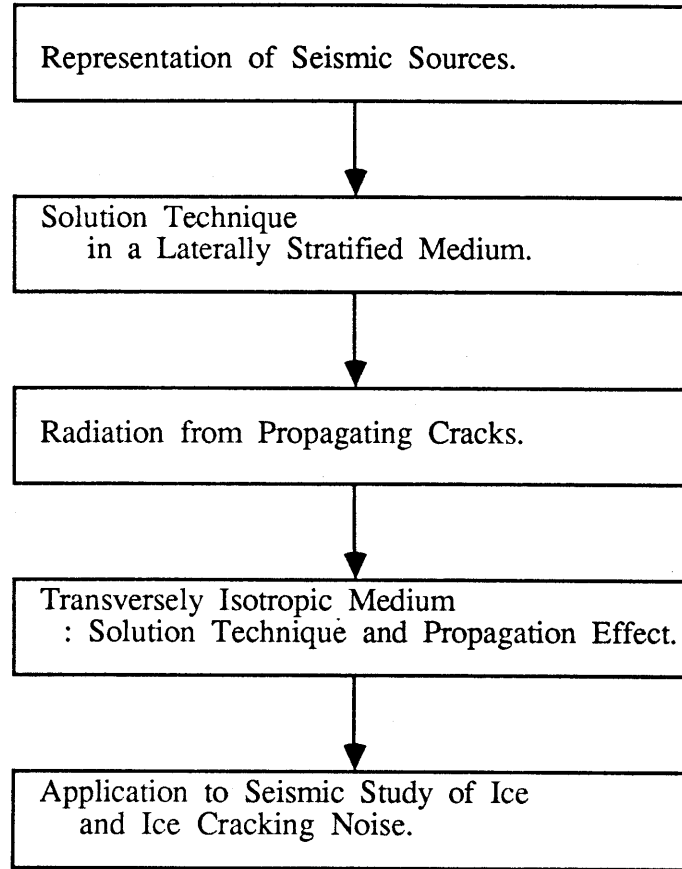 Representation of Seismic Sources.
Solution Technique
in a Laterally Stratified Medium.
Radiation from Propagating Cracks.
Transversely Isotropic Medium
: Solution Technique and Propagation Effect.
Application to Seismic Study of Ice
and Ice Cracking Noise.